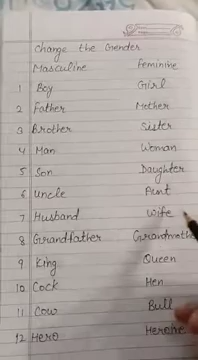 Change the Gender
Masculine Feminine
1 Boy Girl
2 Father Mother
3 Brother Sister
4 Man Woman
5 Son Daughter
6 Uncle Aunt
7 Husband Wife
8 Grandfather Grandmothe
9 King Queen
10 Cock Hen
11 Cow Bull
12 Hero Heroine